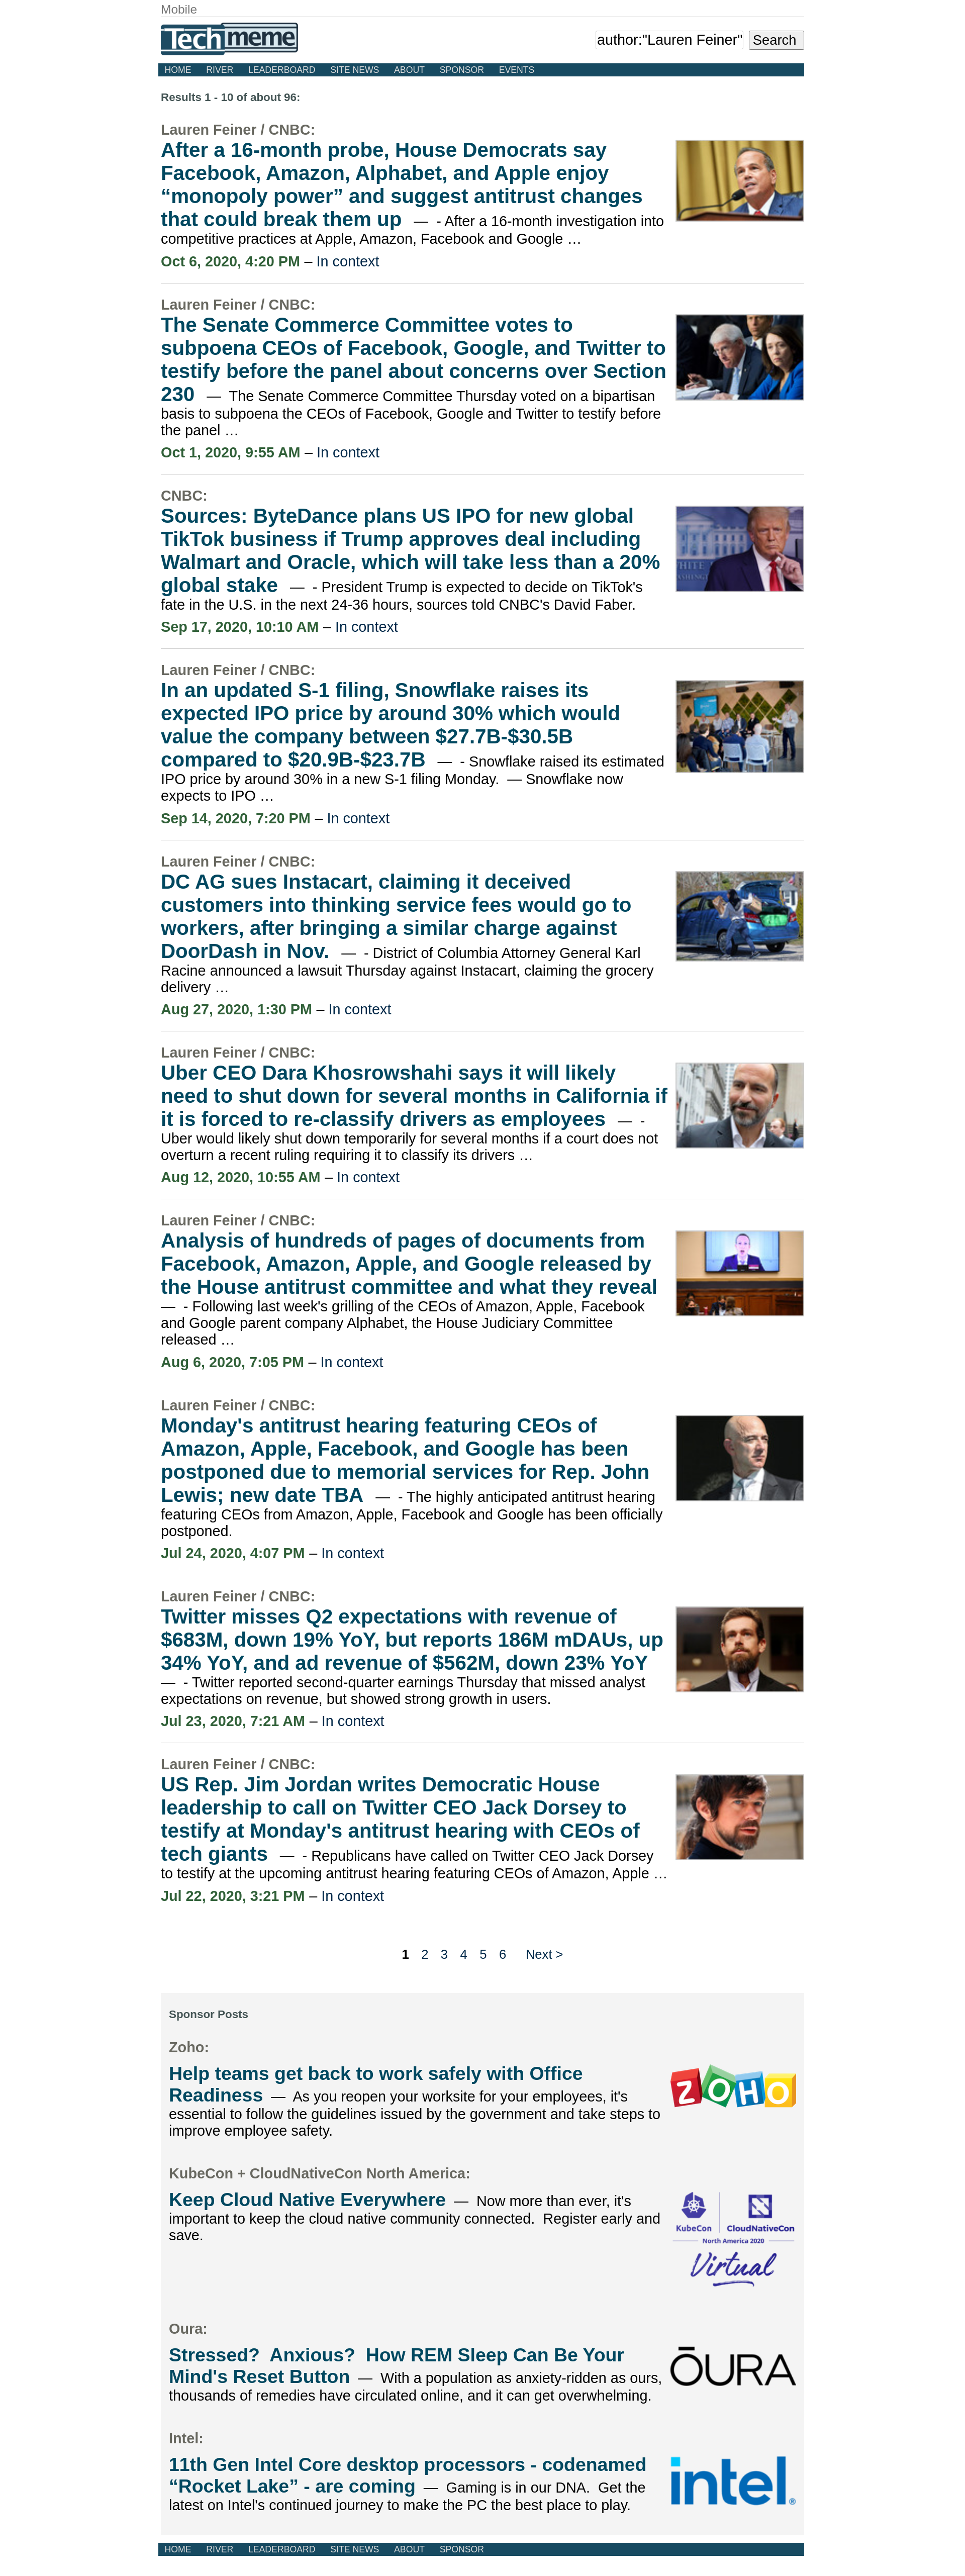 Mobile
Techmeme
author:"Lauren Feiner" Search
HOME RIVER LEADERBOARD SITE NEWS ABOUT SPONSOR EVENTS
Results 1 - 10 of about 96:
Lauren Feiner / CNBC:
After a 16-month probe, House Democrats say
Facebook, Amazon, Alphabet, and Apple enjoy
“monopoly power” and suggest antitrust changes
that could break them up — - After a 16-month investigation into
competitive practices at Apple, Amazon, Facebook and Google …
Oct 6, 2020, 4:20 PM – In context
Lauren Feiner / CNBC:
The Senate Commerce Committee votes to
subpoena CEOs of Facebook, Google, and Twitter to
testify before the panel about concerns over Section
230 — The Senate Commerce Committee Thursday voted on a bipartisan
basis to subpoena the CEOs of Facebook, Google and Twitter to testify before
the panel …
Oct 1, 2020, 9:55 AM – In context
CNBC:
Sources: ByteDance plans US IPO for new global
TikTok business if Trump approves deal including
Walmart and Oracle, which will take less than a 20%
global stake — - President Trump is expected to decide on TikTok's
fate in the U.S. in the next 24-36 hours, sources told CNBC's David Faber.
Sep 17, 2020, 10:10 AM – In context
Lauren Feiner / CNBC:
In an updated S-1 filing, Snowflake raises its
expected IPO price by around 30% which would
value the company between $27.7B-$30.5B
compared to $20.9B-$23.7B — - Snowflake raised its estimated
IPO price by around 30% in a new S-1 filing Monday. — Snowflake now
expects to IPO …
Sep 14, 2020, 7:20 PM – In context
Lauren Feiner / CNBC:
DC AG sues Instacart, claiming it deceived
customers into thinking service fees would go to
workers, after bringing a similar charge against
DoorDash in Nov. — - District of Columbia Attorney General Karl
Racine announced a lawsuit Thursday against Instacart, claiming the grocery
delivery …
Aug 27, 2020, 1:30 PM – In context
Lauren Feiner / CNBC:
Uber CEO Dara Khosrowshahi says it will likely
need to shut down for several months in California if
it is forced to re-classify drivers as employees — -
Uber would likely shut down temporarily for several months if a court does not
overturn a recent ruling requiring it to classify its drivers …
Aug 12, 2020, 10:55 AM – In context
Lauren Feiner / CNBC:
Analysis of hundreds of pages of documents from
Facebook, Amazon, Apple, and Google released by
the House antitrust committee and what they reveal
— - Following last week's grilling of the CEOs of Amazon, Apple, Facebook
and Google parent company Alphabet, the House Judiciary Committee
released …
Aug 6, 2020, 7:05 PM – In context
Lauren Feiner / CNBC:
Monday's antitrust hearing featuring CEOs of
Amazon, Apple, Facebook, and Google has been
postponed due to memorial services for Rep. John
Lewis; new date TBA — - The highly anticipated antitrust hearing
featuring CEOs from Amazon, Apple, Facebook and Google has been officially
postponed.
Jul 24, 2020, 4:07 PM – In context
Lauren Feiner / CNBC:
Twitter misses Q2 expectations with revenue of
$683M, down 19% YoY, but reports 186M mDAUs, up
34% YoY, and ad revenue of $562M, down 23% YoY
— - Twitter reported second-quarter earnings Thursday that missed analyst
expectations on revenue, but showed strong growth in users.
Jul 23, 2020, 7:21 AM – In context
Lauren Feiner / CNBC:
US Rep. Jim Jordan writes Democratic House
leadership to call on Twitter CEO Jack Dorsey to
testify at Monday's antitrust hearing with CEOs of
tech giants — - Republicans have called on Twitter CEO Jack Dorsey
to testify at the upcoming antitrust hearing featuring CEOs of Amazon, Apple …
Jul 22, 2020, 3:21 PM – In context
1 2 3 4 5 6 Next >
Sponsor Posts
Zoho:
Help teams get back to work safely with Office
Readiness — As you reopen your worksite for your employees, it's
essential to follow the guidelines issued by the government and take steps to
improve employee safety.
ZOHO
KubeCon + CloudNativeCon North America:
Keep Cloud Native Everywhere — Now more than ever, it's
important to keep the cloud native community connected. Register early and
save.
KubeCon CloudNativeCon
North America 2020
Virtual
Oura:
Stressed? Anxious? How REM Sleep Can Be Your
Mind's Reset Button — With a population as anxiety-ridden as ours,
thousands of remedies have circulated online, and it can get overwhelming.
ŌURA
Intel:
11th Gen Intel Core desktop processors - codenamed
“Rocket Lake” - are coming — Gaming is in our DNA. Get the
latest on Intel's continued journey to make the PC the best place to play.
intel®
HOME RIVER LEADERBOARD SITE NEWS ABOUT SPONSOR